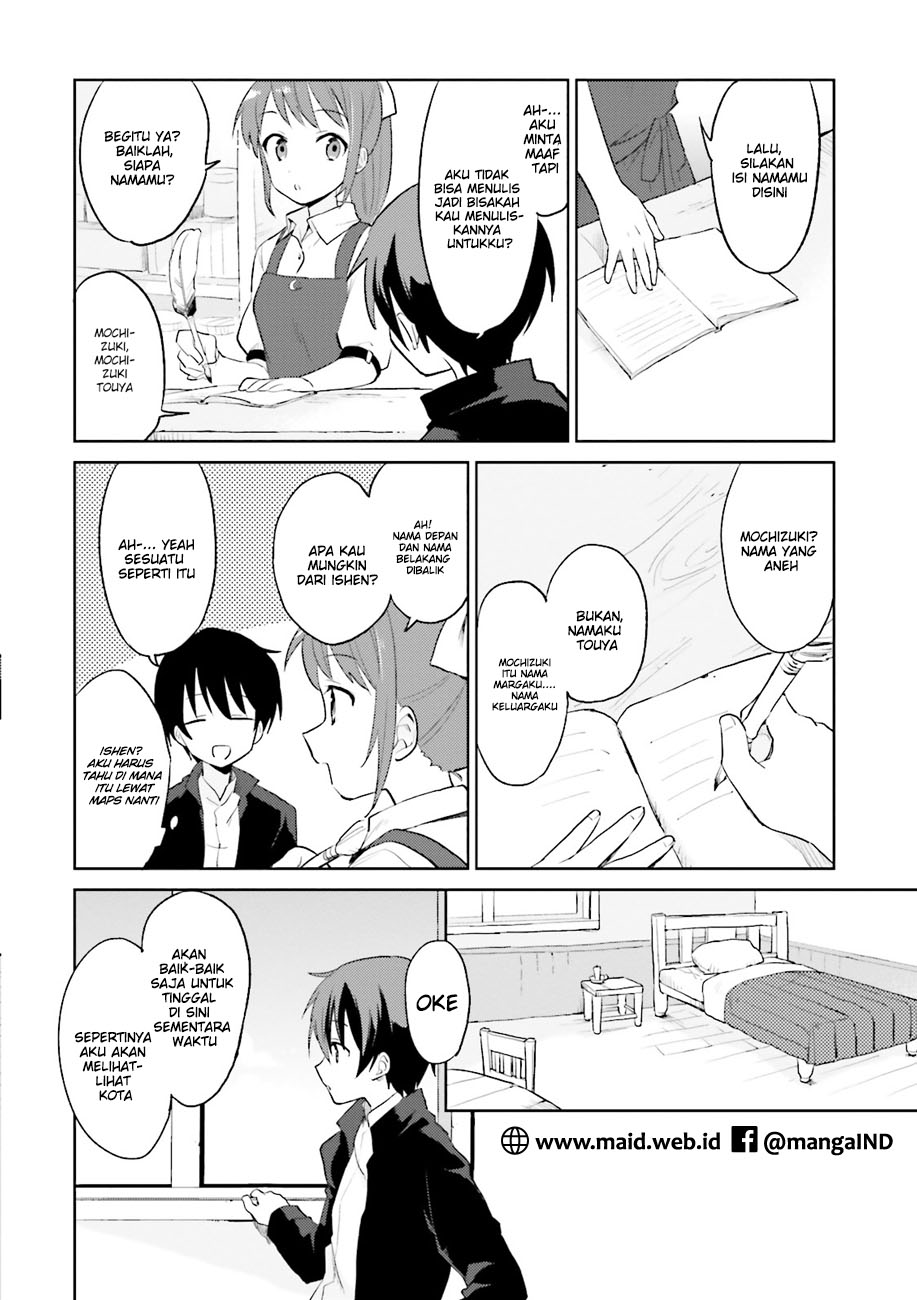 LALU,
SILAKAN
ISI NAMAMU
DISINI
AH-...
AKU
MINTA
MAAF
TAPI
AKU TIDAK
BISA MENULIS
JADI BISAKAH
KAU MENULIS-
KANNYA
UNTUKKU?
BEGITU YA?
BAIKLAH,
SIAPA
NAMAMU?
MOCHI-
ZUKI,
MOCHI-
ZUKI
TOUYA
MOCHIZUKI?
NAMA YANG
ANEH
BUKAN,
NAMAKU
TOUYA
MOCHIZUKI
ITU NAMA
MARGAKU....
NAMA
KELUARGAKU
AH!
NAMA DEPAN
DAN NAMA
BELAKANG
DIBALIK
APA KAU
MUNGKIN
DARI ISHEN?
AH-... YEAH
SESUATU
SEPERTI ITU
ISHEN?
AKU HARUS
TAHU DI MANA
ITU LEWAT
MAPS NANTI
OKE
AKAN
BAIK-BAIK
SAJA UNTUK
TINGGAL
DI SINI
SEMENTARA
WAKTU
SEPERTINYA
AKU AKAN
MELIHAT-
LIHAT
KOTA
www.maid.web.id @mangaIND